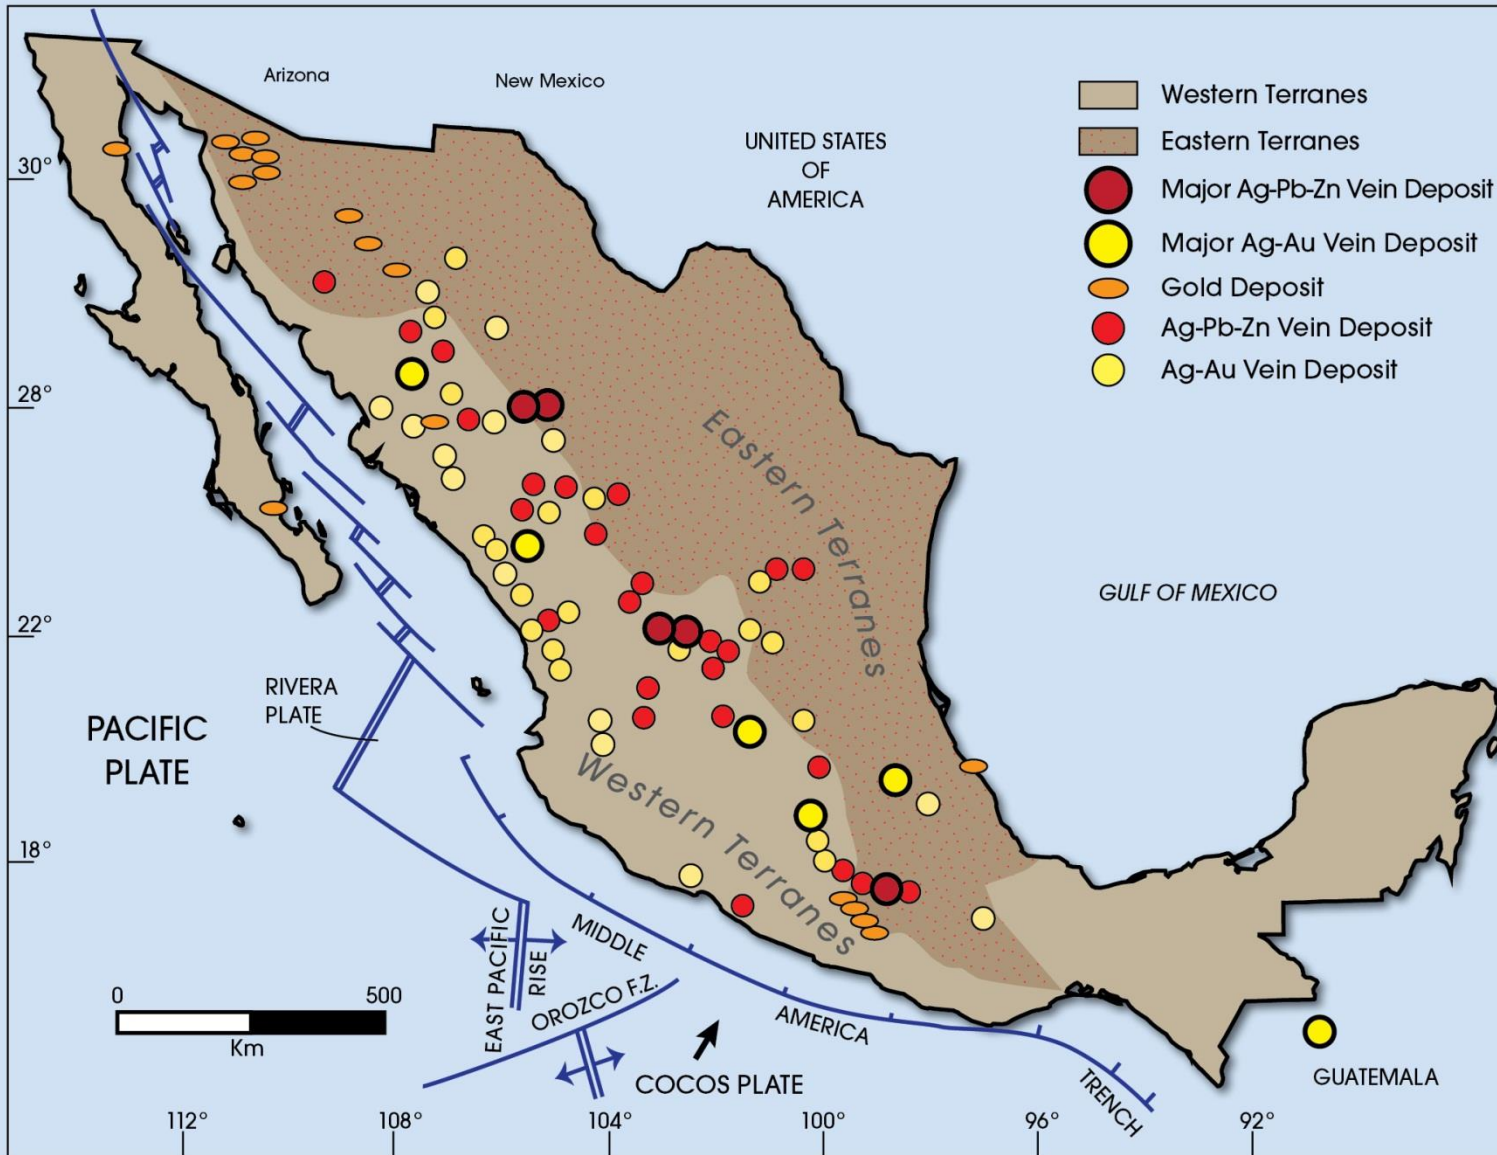 Arizona
New Mexico
UNITED STATES
OF
AMERICA
Western Terranes
Eastern Terranes
Major Ag-Pb-Zn Vein Deposit
Major Ag-Au Vein Deposit
Gold Deposit
Ag-Pb-Zn Vein Deposit
Ag-Au Vein Deposit
30°
28°
22°
18°
Eastern Terranes
GULF OF MEXICO
RIVERA
PLATE
PACIFIC
PLATE
Western Terranes
MIDDLE
AMERICA
TRENCH
EAST PACIFIC
RISE
OROZCO F.Z.
COCOS PLATE
GUATEMALA
0 500
Km
112° 108° 104° 100° 96° 92°